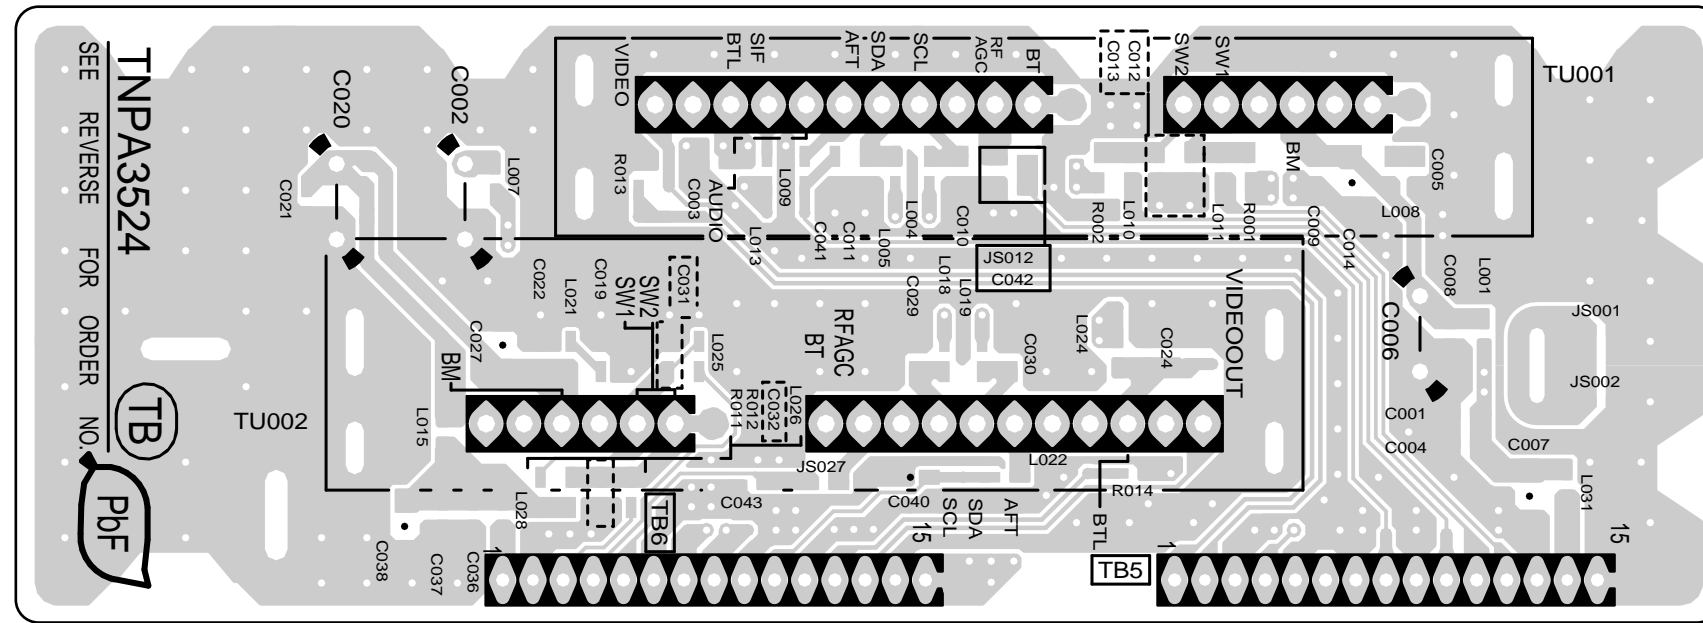 SEE REVERSE FOR ORDER NO.
TNPA3524
TB
PbF
C020
C002
C021
L007
VIDEO
BTL
SIF
AFT
SDA
SCL
RF
AGC
BT
C013
C012
SW2
SW1
TU001
R013
C003
AUDIO
L013
L009
C041
C011
L005
L004
C010
R002
L010
L011
R001
BM
C009
C014
C005
L008
JS012
C042
C022
L021
C019
SW1
SW2
C031
C029
L018
L019
VIDEOOUT
C008
L001
C006
JS001
JS002
C027
BM
L025
RFAGC
BT
C030
L024
C024
TU002
L015
R011
R012
C032
L026
C001
C004
C007
JS027
L022
R014
L028
TB6
C043
C040
SCL
SDA
AFT
BTL
L031
C038
C037
C036
1
15
TB5
1
15